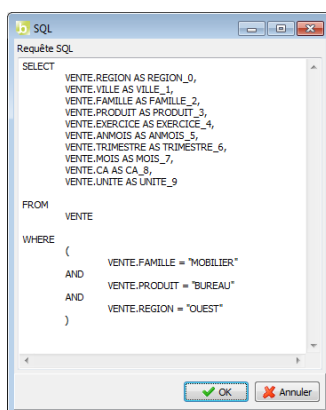 SQL
Requête SQL
SELECT
VENTE.REGION AS REGION_0,
VENTE.VILLE AS VILLE_1,
VENTE.FAMILLE AS FAMILLE_2,
VENTE.PRODUIT AS PRODUIT_3,
VENTE.EXERCICE AS EXERCICE_4,
VENTE.ANMOIS AS ANMOIS_5,
VENTE.TRIMESTRE AS TRIMESTRE_6,
VENTE.MOIS AS MOIS_7,
VENTE.CA AS CA_8,
VENTE.UNITE AS UNITE_9
FROM
VENTE
WHERE
(
VENTE.FAMILLE = "MOBILIER"
AND
VENTE.PRODUIT = "BUREAU"
AND
VENTE.REGION = "OUEST"
)
OK Annuler